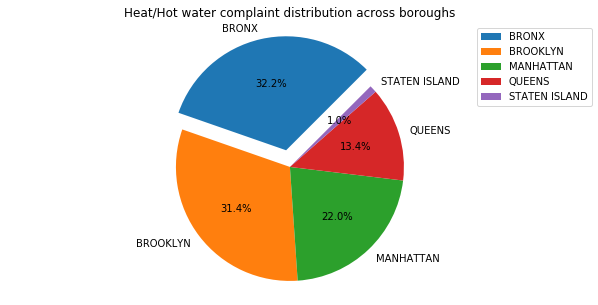 Heat/Hot water complaint distribution across boroughs
BRONX
32.2%
BROOKLYN
31.4%
MANHATTAN
22.0%
QUEENS
13.4%
STATEN ISLAND
1.0%
BRONX
BROOKLYN
MANHATTAN
QUEENS
STATEN ISLAND